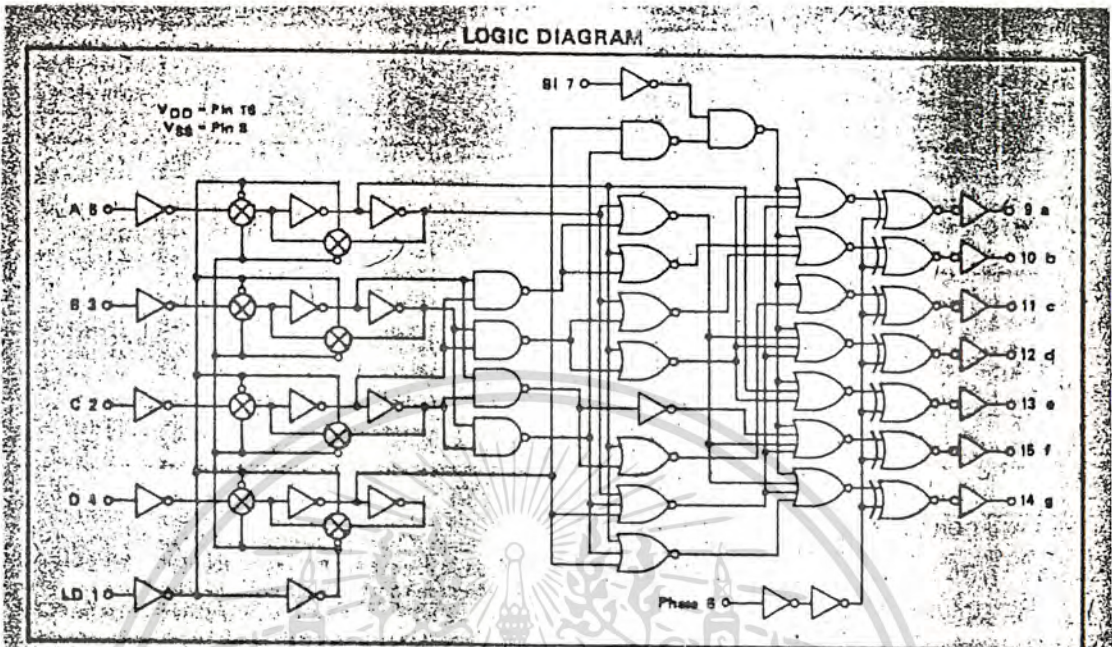 LOGIC DIAGRAM
VDD = Pin 16
VSS = Pin 8
BI 7
A 5
B 3
C 2
D 4
LD 1
Phase 6
9 a
10 b
11 c
12 d
13 e
15 f
14 g